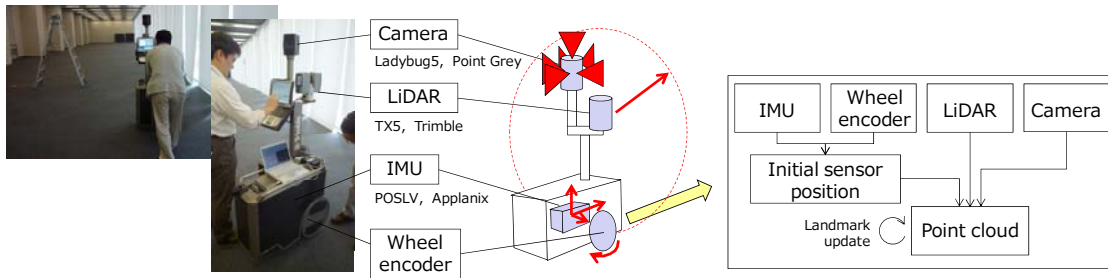 Camera
Ladybug5, Point Grey
LiDAR
TX5, Trimble
IMU
POSLV, Applanix
Wheel
encoder
IMU
Wheel
encoder
LiDAR
Camera
Initial sensor
position
Landmark
update
Point cloud